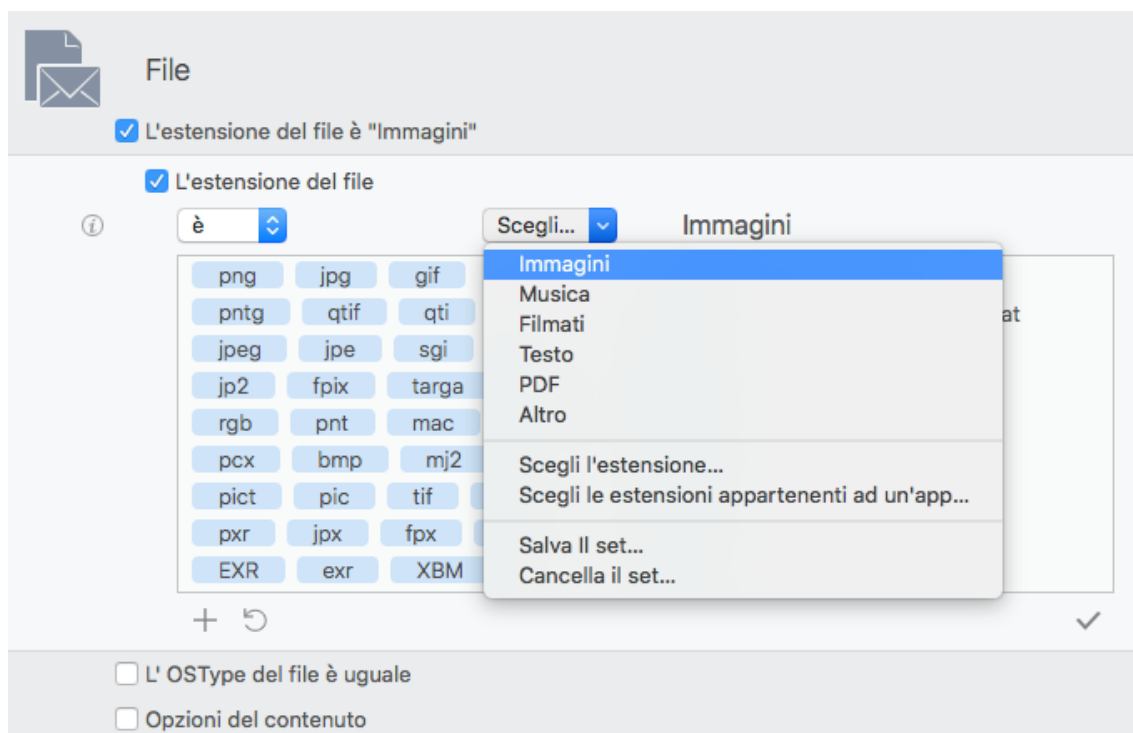 File
L'estensione del file è "Immagini"
L'estensione del file
è Scegli... Immagini
png jpg gif Immagini
Musica
pntg qtif qti Filmati at
jpeg jpe sgi Testo
jp2 fpix targa PDF
rgb pnt mac Altro
pcx bmp mj2 Scegli l'estensione...
pict pic tif Scegli le estensioni appartenenti ad un'app...
pxr jpx fpx Salva Il set...
EXR exr XBM Cancella il set...
L' OSType del file è uguale
Opzioni del contenuto